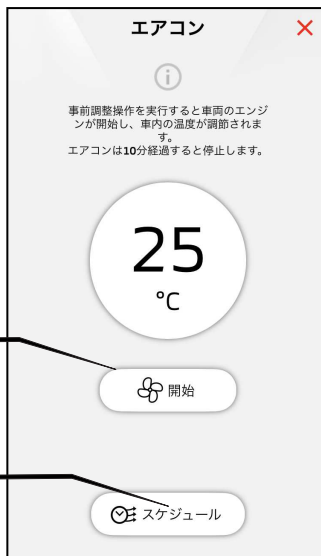 エアコン
事前調整操作を実行すると車両のエンジ
ンが開始し、車内の温度が調節されま
す。
エアコンは10分経過すると停止します。
25
°C
開始
スケジュール